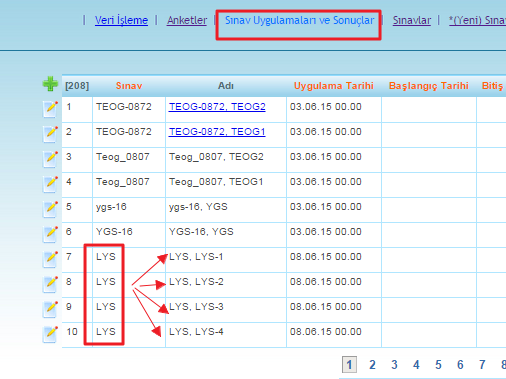 | Veri İşleme | Anketler | Sınav Uygulamaları ve Sonuçlar | Sınavlar | *(Yeni) Sına
[208] Sınav Adı Uygulama Tarihi Başlangıç Tarihi Bitiş
1 TEOG-0872 TEOG-0872, TEOG2 03.06.15 00.00
2 TEOG-0872 TEOG-0872, TEOG1 03.06.15 00.00
3 Teog_0807 Teog_0807, TEOG2 03.06.15 00.00
4 Teog_0807 Teog_0807, TEOG1 03.06.15 00.00
5 ygs-16 ygs-16, YGS 03.06.15 00.00
6 YGS-16 YGS-16, YGS 03.06.15 00.00
7 LYS LYS, LYS-1 08.06.15 00.00
8 LYS LYS, LYS-2 08.06.15 00.00
9 LYS LYS, LYS-3 08.06.15 00.00
10 LYS LYS, LYS-4 08.06.15 00.00
1 2 3 4 5 6 7 8